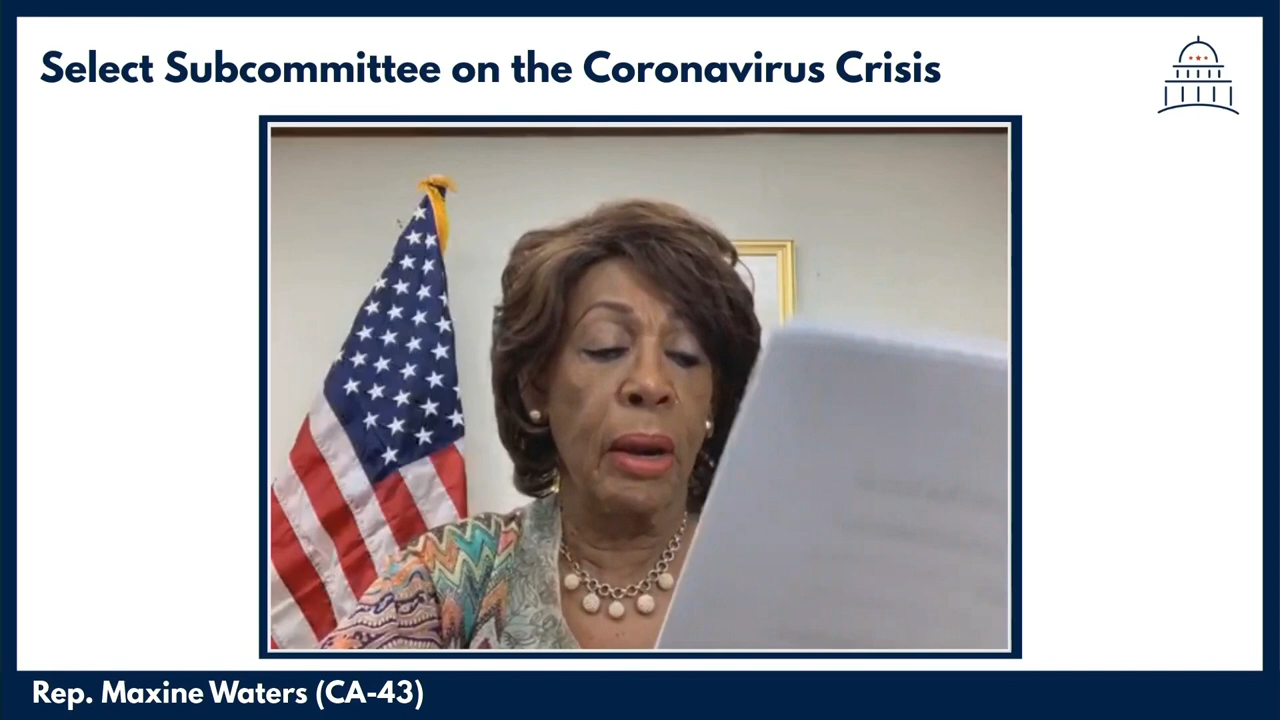 Select Subcommittee on the Coronavirus Crisis
Rep. Maxine Waters (CA-43)